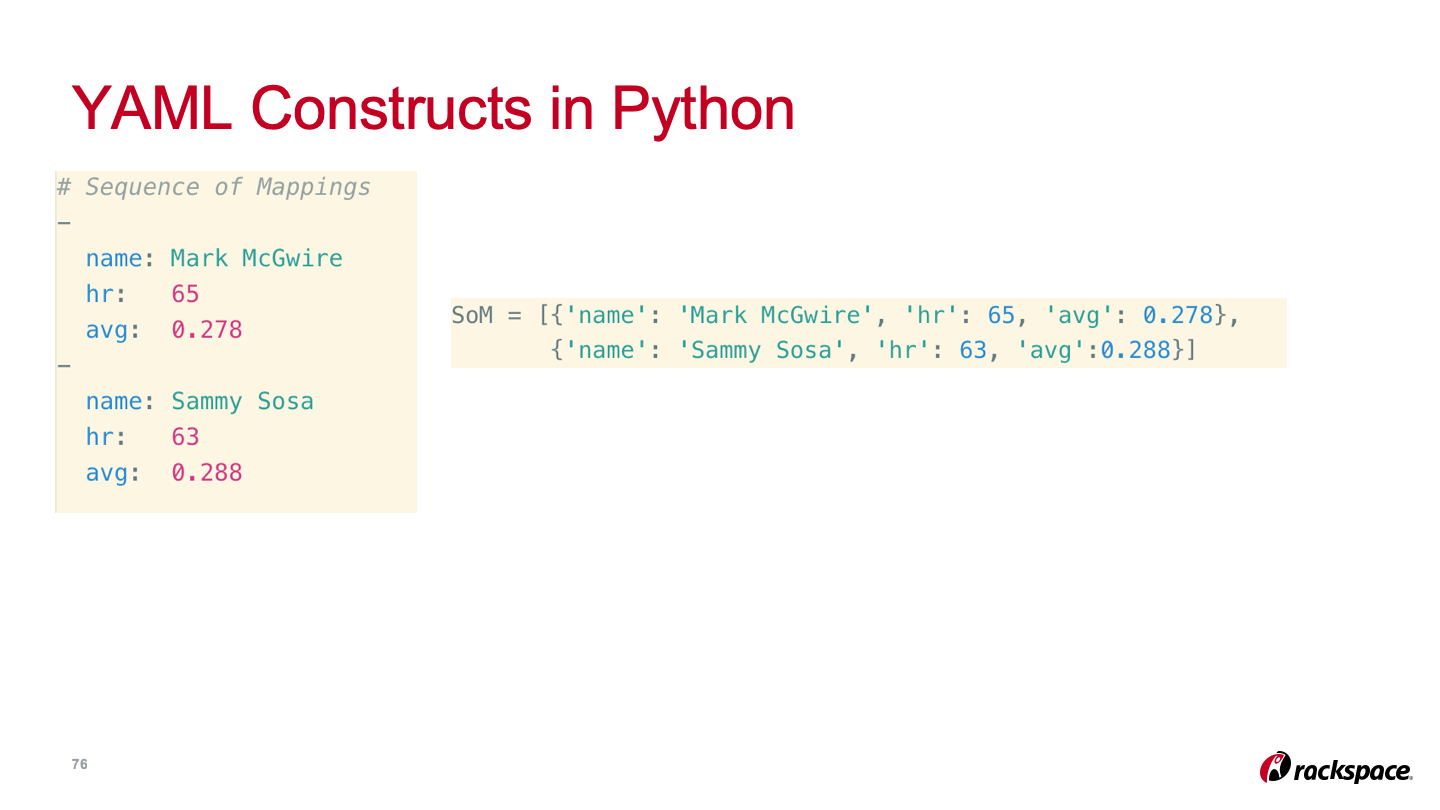 YAML Constructs in Python
# Sequence of Mappings
-
  name: Mark McGwire
  hr:   65
  avg:  0.278
-
  name: Sammy Sosa
  hr:   63
  avg:  0.288
SoM = [{'name': 'Mark McGwire', 'hr': 65, 'avg': 0.278},
       {'name': 'Sammy Sosa', 'hr': 63, 'avg':0.288}]
76
rackspace.